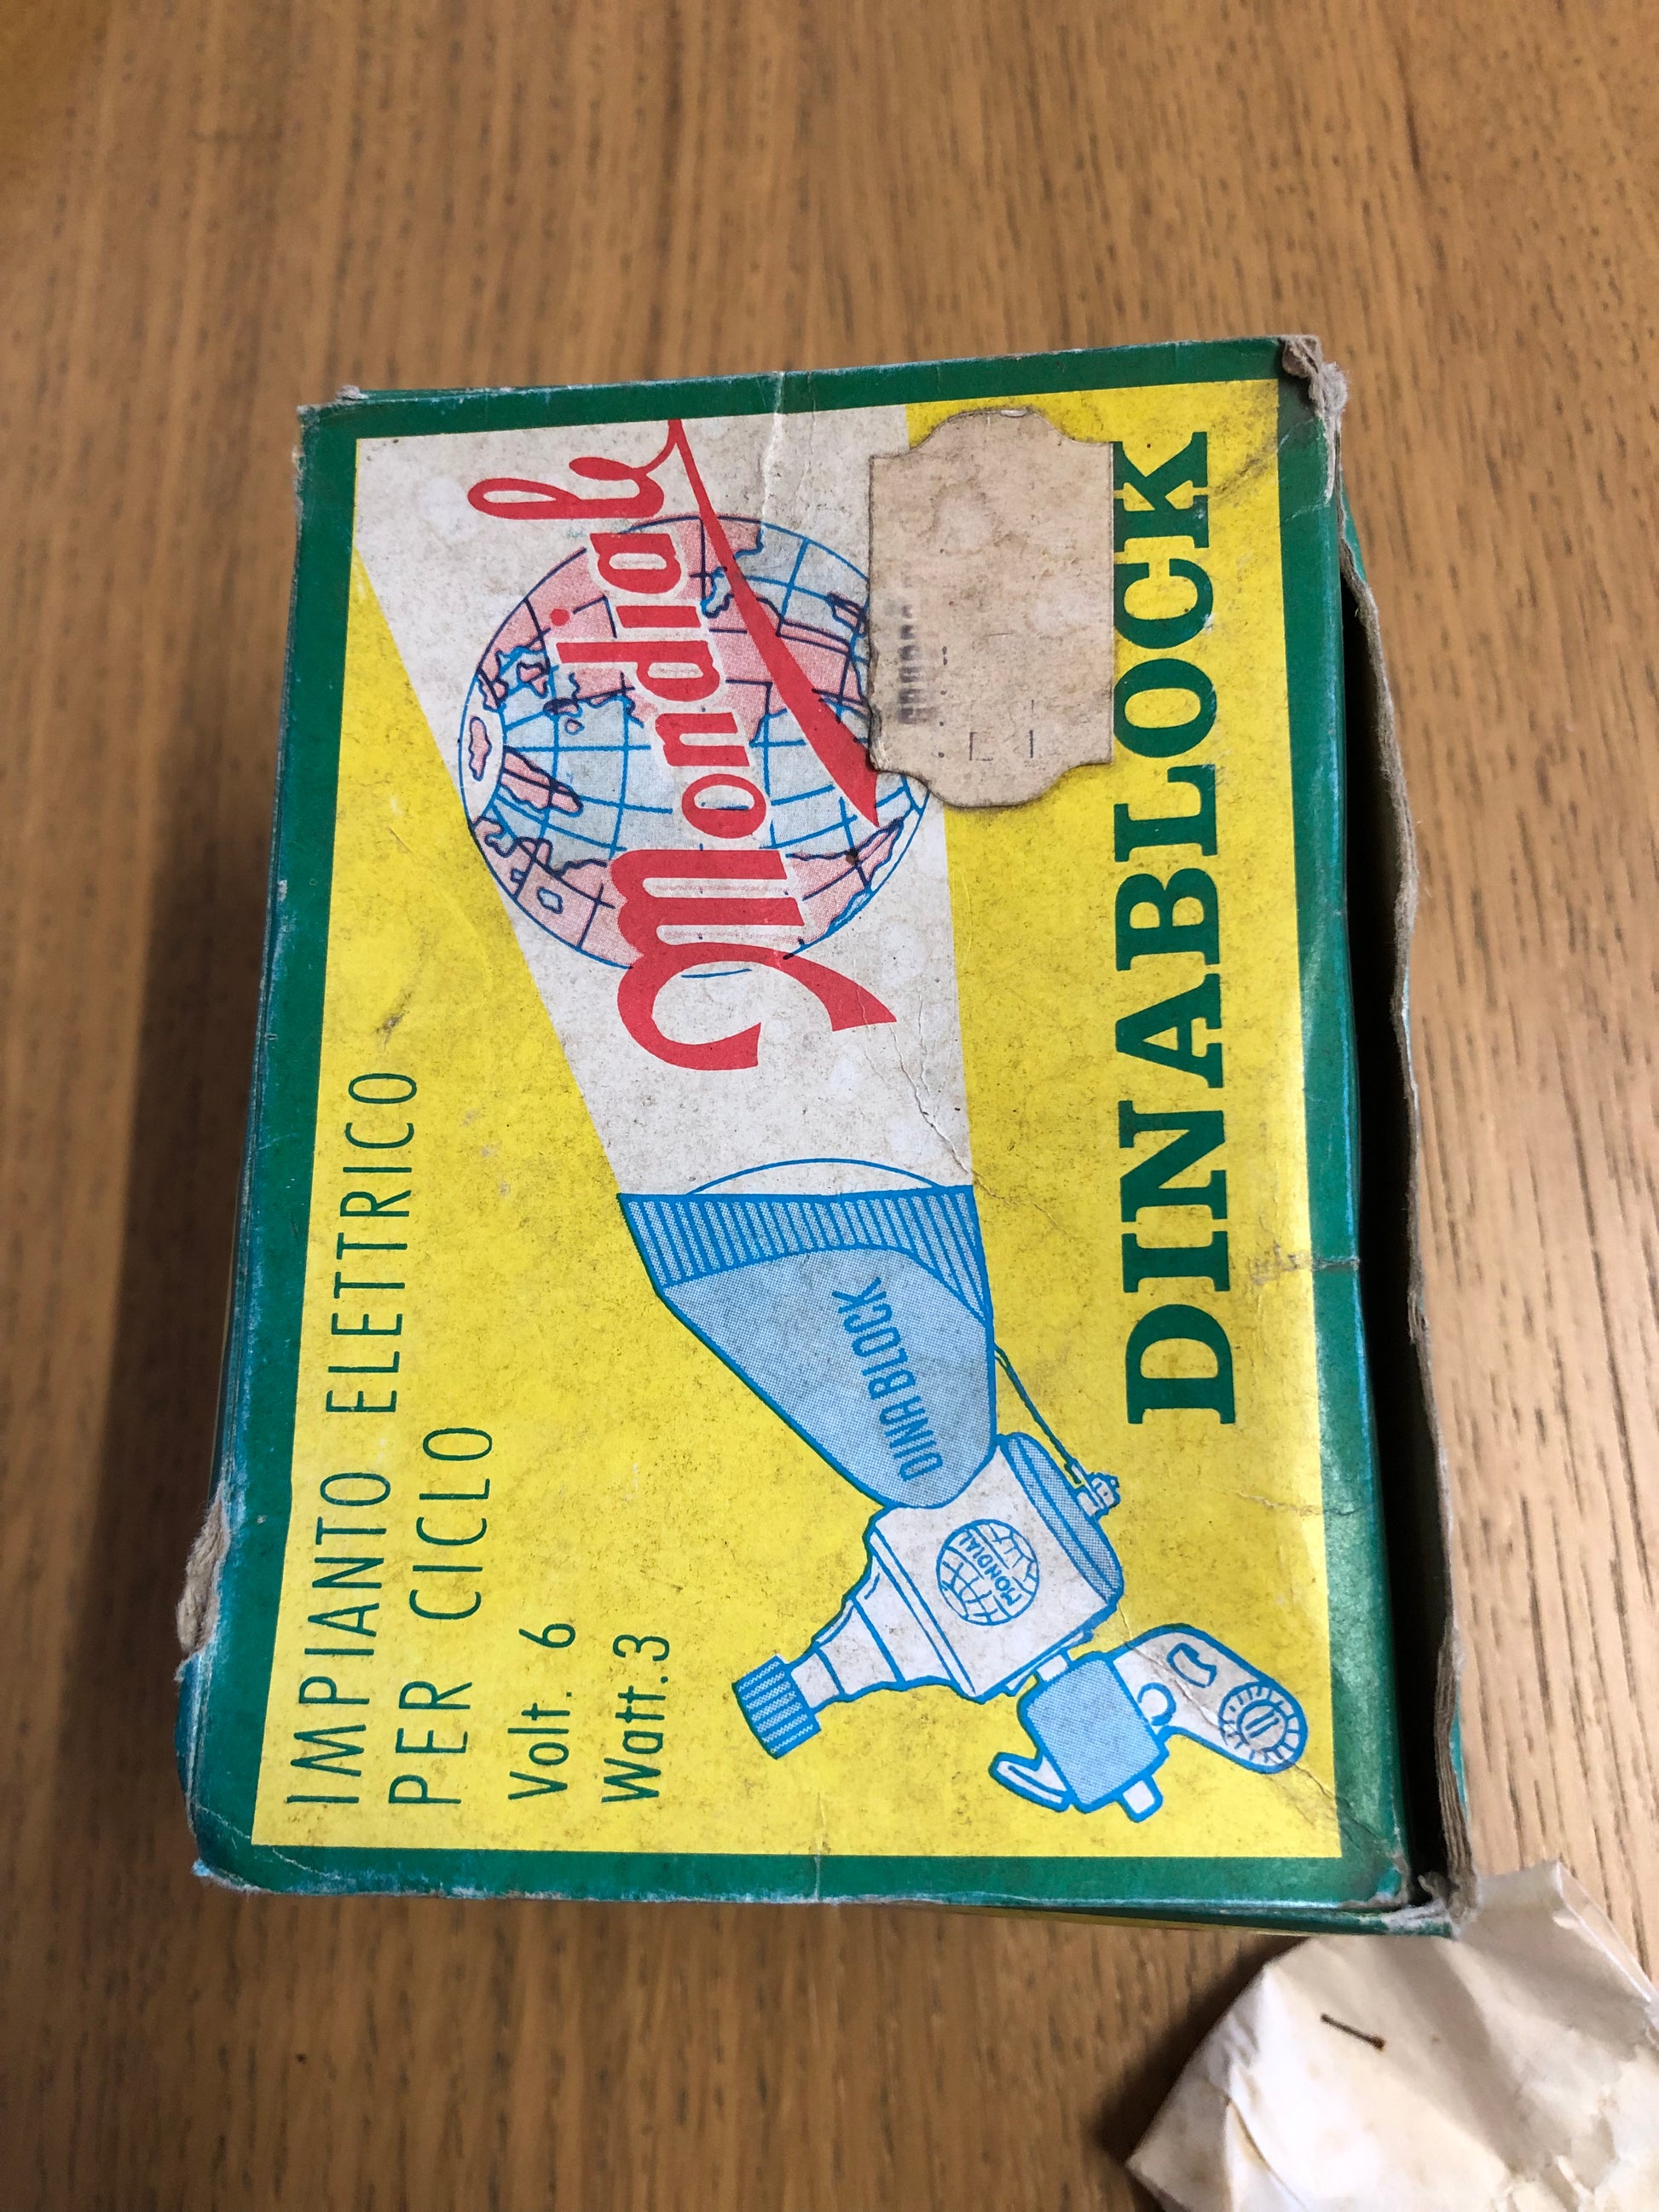 IMPIANTO ELETTRICO
PER CICLO
Volt. 6
Watt. 3
Mondial
DINABLOCK
MONDIAL
DINABLOCK